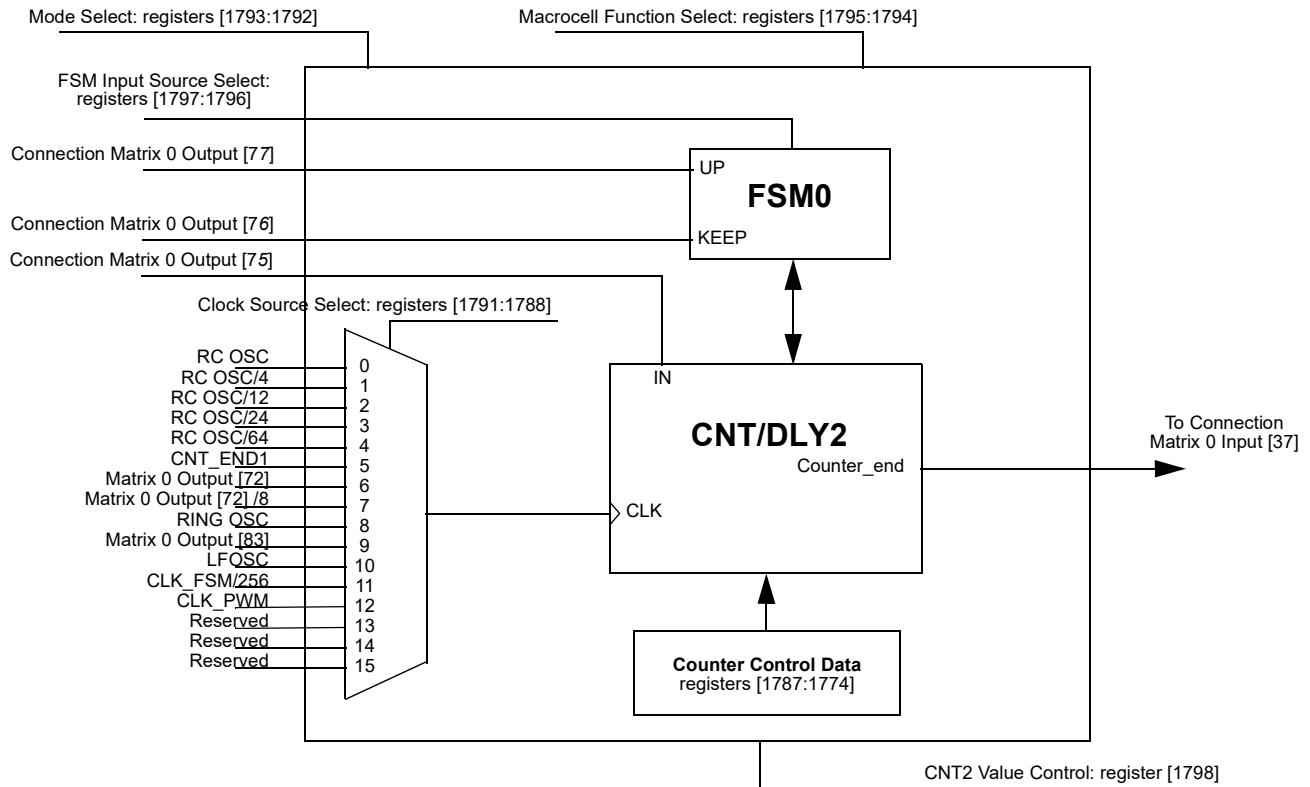 Mode Select: registers [1793:1792]
Macrocell Function Select: registers [1795:1794]
FSM Input Source Select:
registers [1797:1796]
Connection Matrix 0 Output [77]
UP
FSM0
Connection Matrix 0 Output [76]
KEEP
Connection Matrix 0 Output [75]
Clock Source Select: registers [1791:1788]
RC OSC 0
RC OSC/4 1
RC OSC/12 2
RC OSC/24 3
RC OSC/64 4
CNT_END1 5
Matrix 0 Output [72] 6
Matrix 0 Output [72] /8 7
RING OSC 8
Matrix 0 Output [83] 9
LFOSC 10
CLK_FSM/256 11
CLK_PWM 12
Reserved 13
Reserved 14
Reserved 15
IN
CNT/DLY2
Counter_end
CLK
To Connection
Matrix 0 Input [37]
Counter Control Data
registers [1787:1774]
CNT2 Value Control: register [1798]